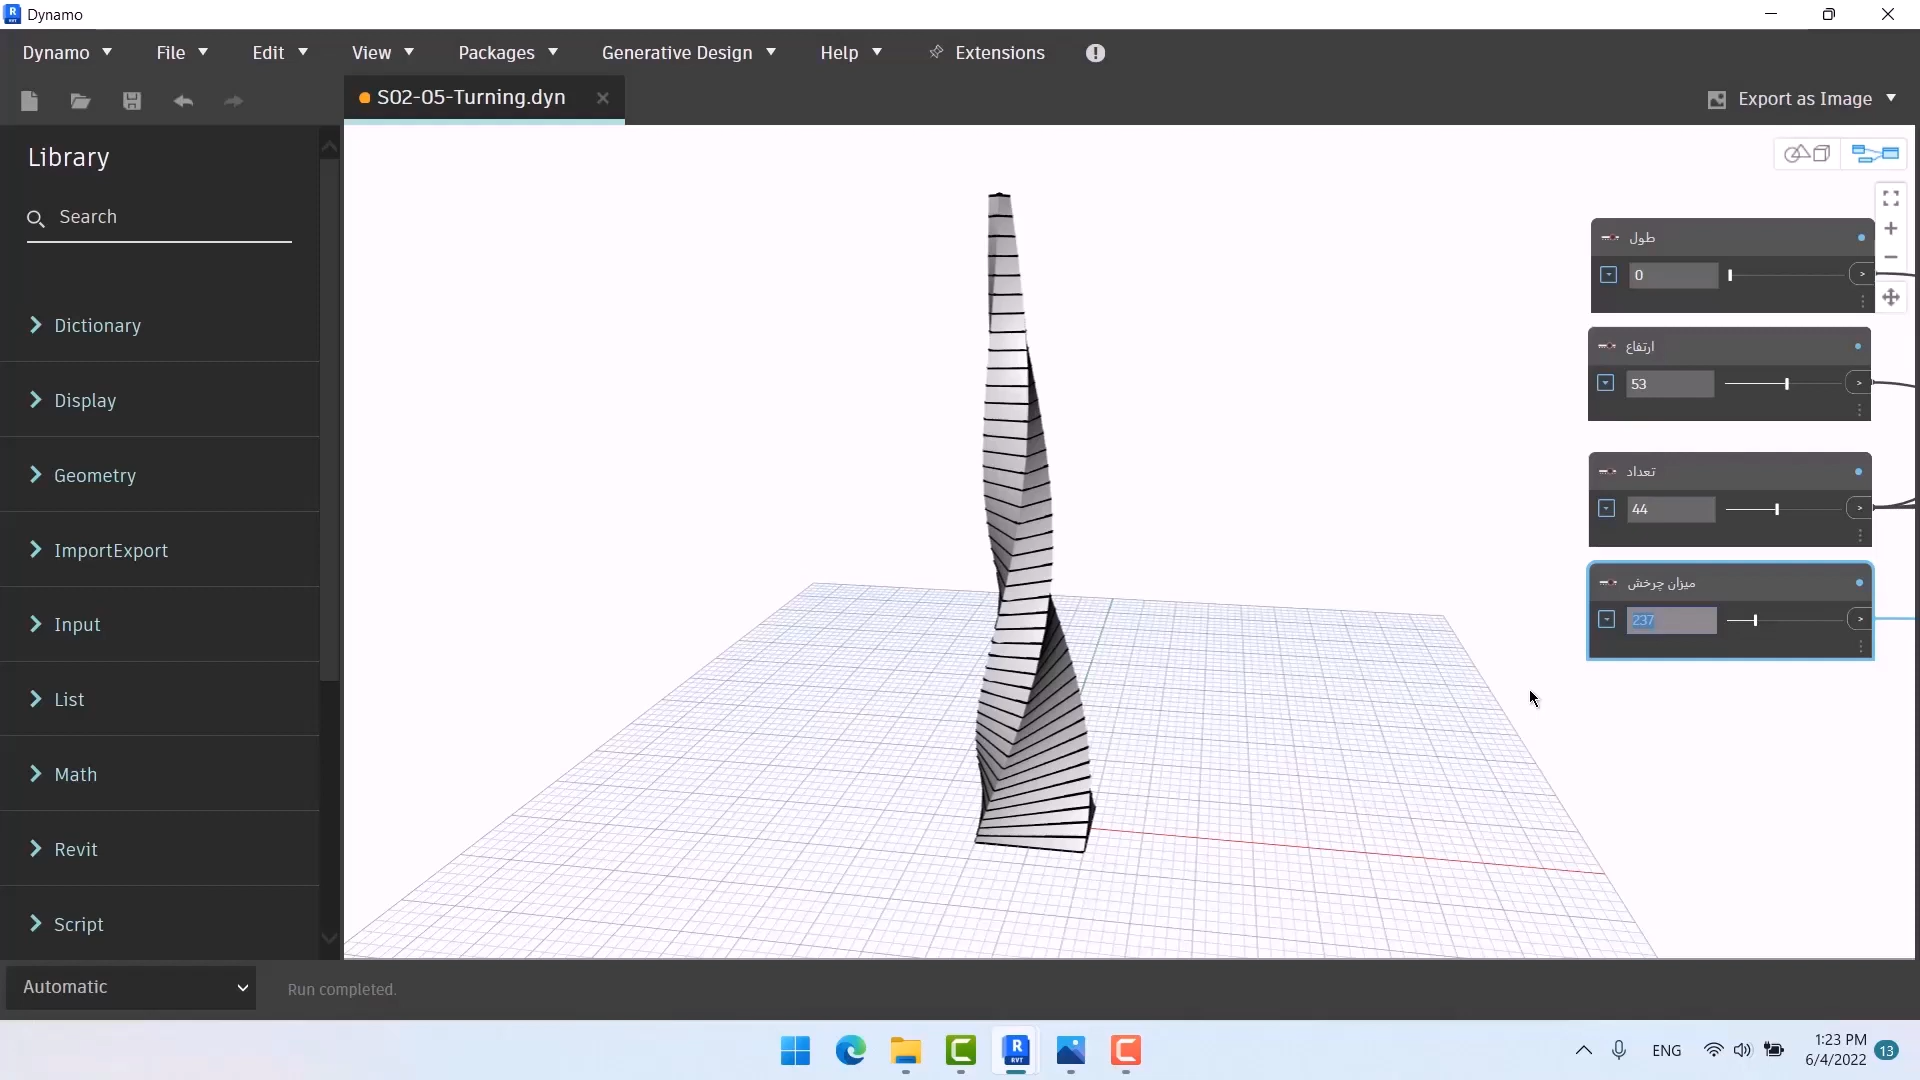 Dynamo
Dynamo File Edit View Packages Generative Design Help Extensions
S02-05-Turning.dyn
Export as Image
Library
Search
Dictionary
Display
Geometry
ImportExport
Input
List
Math
Revit
Script
طول
0
>
ارتفاع
53
>
تعداد
44
>
میزان چرخش
237
>
Automatic
Run completed.
R
RVT
ENG
1:23 PM
6/4/2022
13